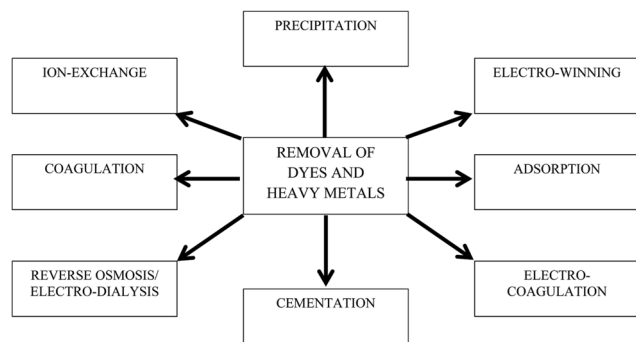 PRECIPITATION
ION-EXCHANGE
ELECTRO-WINNING
REMOVAL OF
DYES AND
HEAVY METALS
COAGULATION
ADSORPTION
REVERSE OSMOSIS/
ELECTRO-DIALYSIS
CEMENTATION
ELECTRO-
COAGULATION